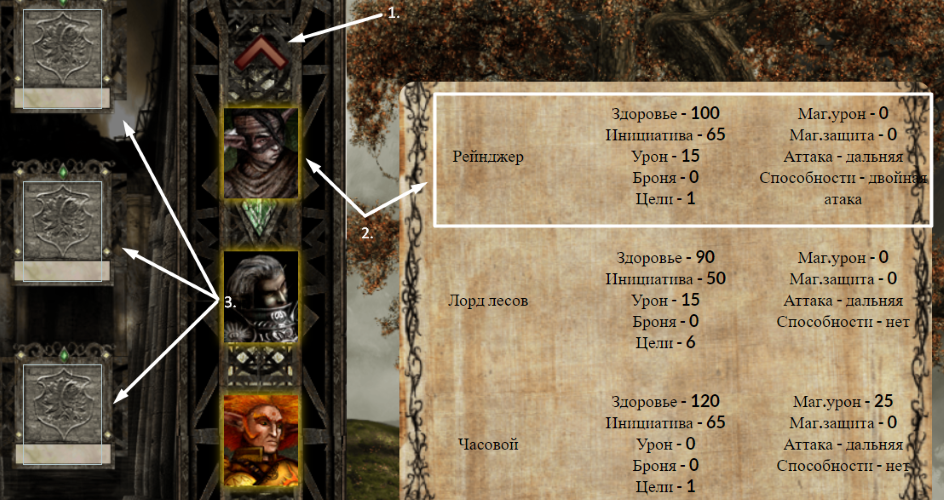 1.
2.
3.
Рейнджер
Здоровье - 100
Инициатива - 65
Урон - 15
Броня - 0
Цели - 1
Маг.урон - 0
Маг.защита - 0
Аттака - дальняя
Способности - двойная
атака
Лорд лесов
Здоровье - 90
Инициатива - 50
Урон - 15
Броня - 0
Цели - 6
Маг.урон - 0
Маг.защита - 0
Аттака - дальняя
Способности - нет
Часовой
Здоровье - 120
Инициатива - 65
Урон - 0
Броня - 0
Цели - 1
Маг.урон - 25
Маг.защита - 0
Аттака - дальняя
Способности - нет